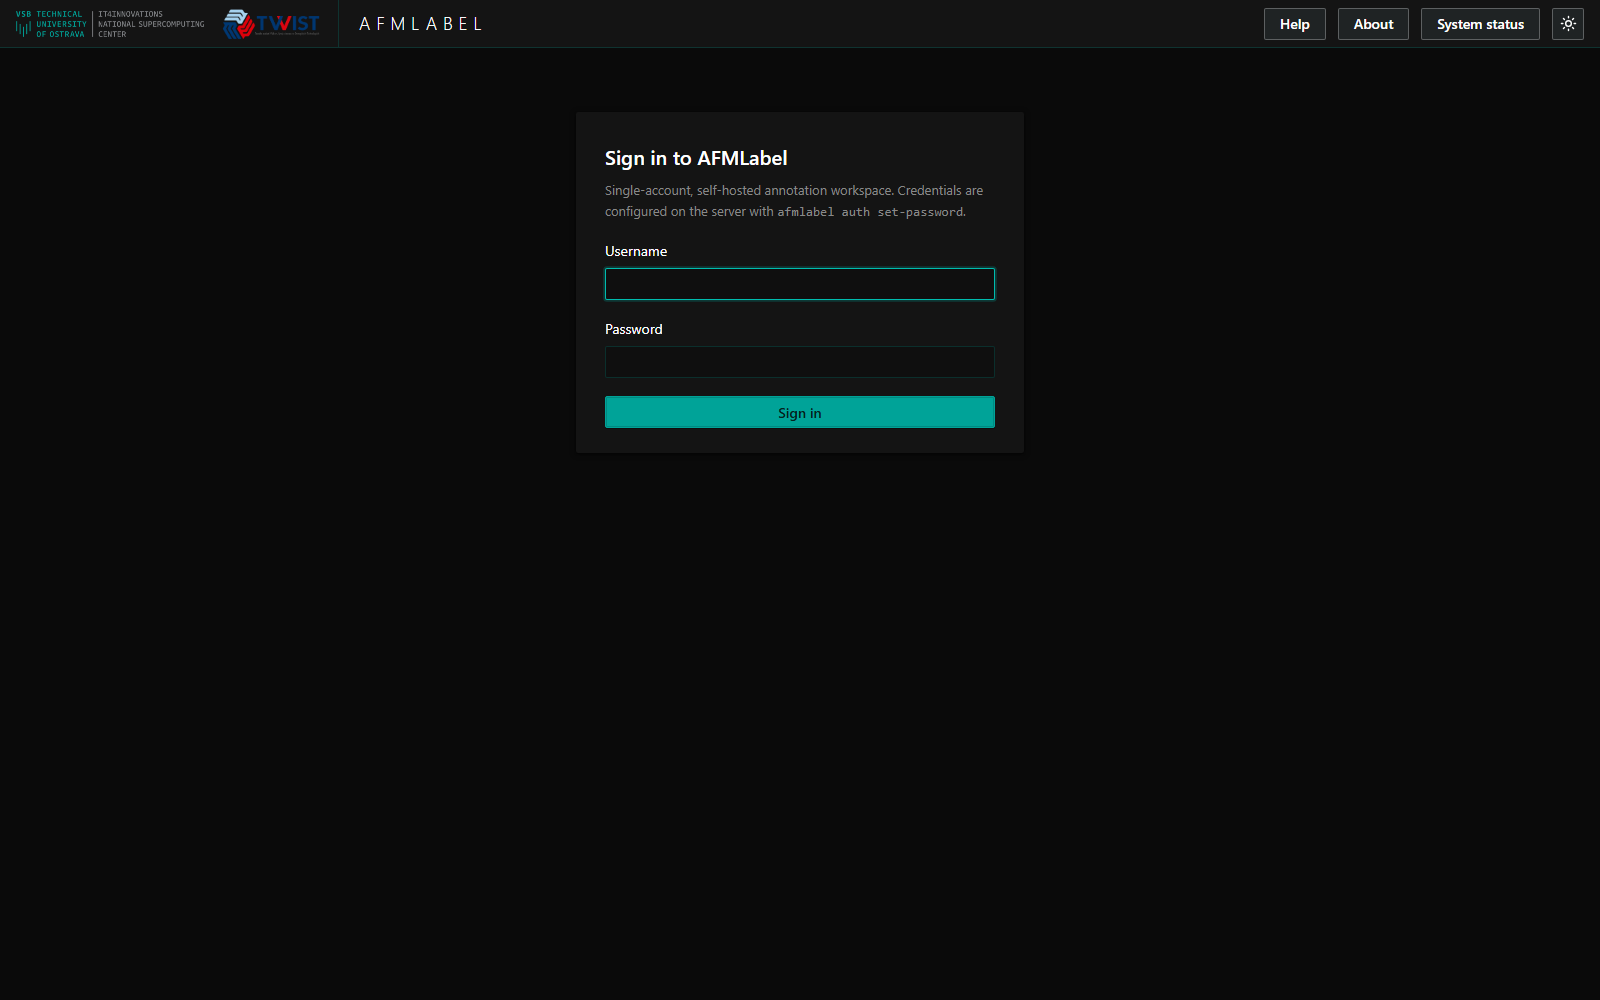 VSB TECHNICAL
UNIVERSITY
OF OSTRAVA
IT4INNOVATIONS
NATIONAL SUPERCOMPUTING
CENTER
TWIST
AFMLABEL
Help
About
System status
Sign in to AFMLabel
Single-account, self-hosted annotation workspace. Credentials are
configured on the server with afmlabel auth set-password.
Username
Password
Sign in